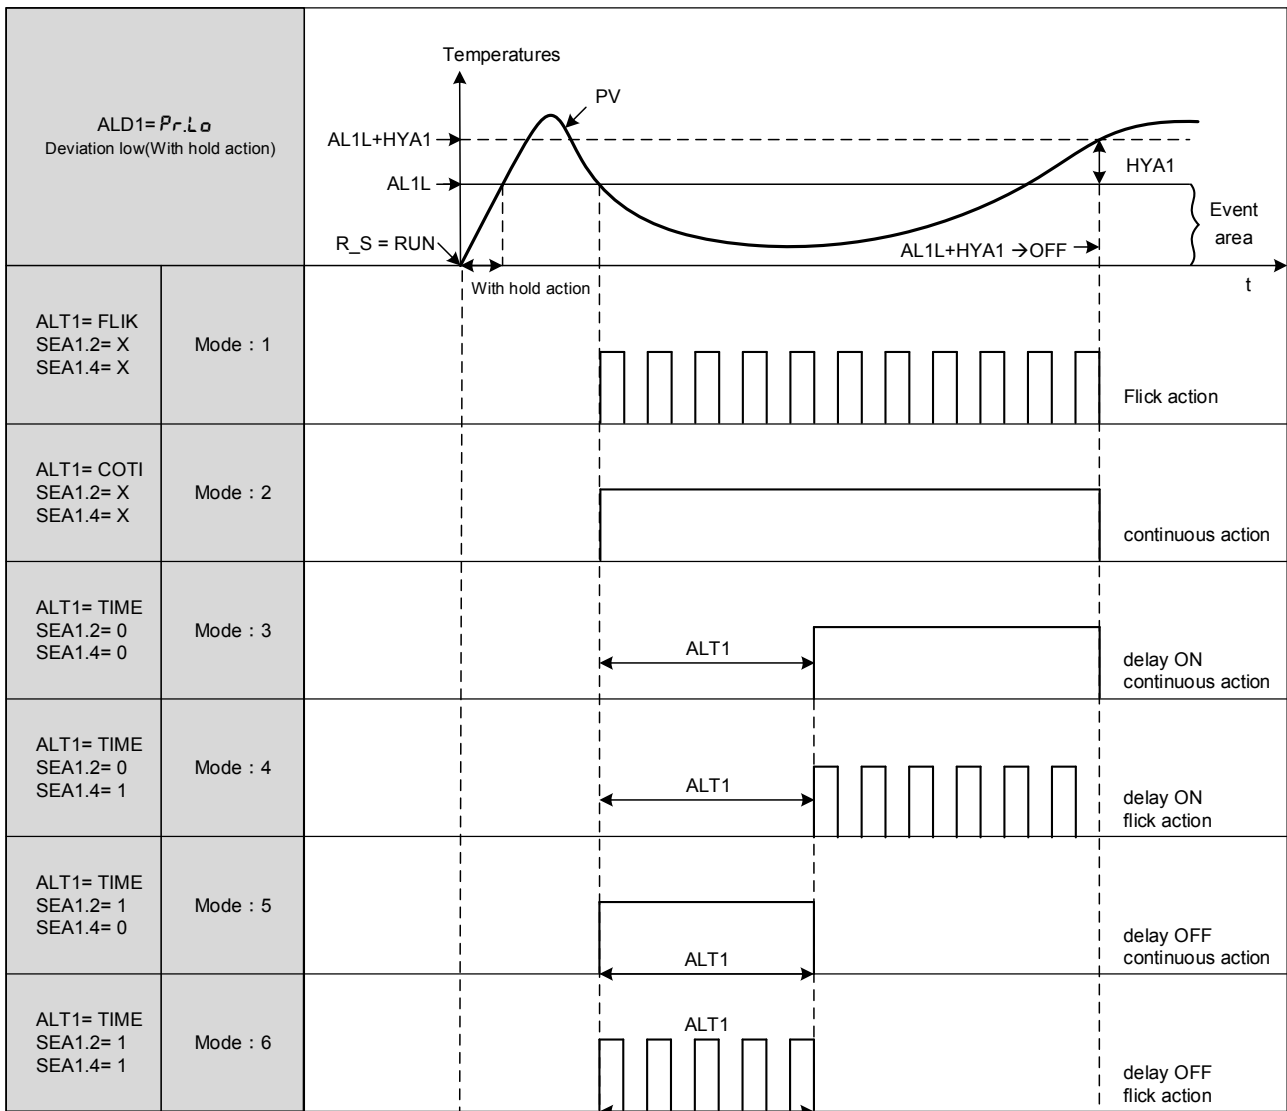 ALD1= Pr.Lo
Deviation low(With hold action)
Temperatures
PV
AL1L+HYA1
HYA1
AL1L
Event
area
R_S = RUN
AL1L+HYA1 →OFF
With hold action
t
ALT1= FLIK
SEA1.2= X
SEA1.4= X
Mode : 1
Flick action
ALT1= COTI
SEA1.2= X
SEA1.4= X
Mode : 2
continuous action
ALT1= TIME
SEA1.2= 0
SEA1.4= 0
Mode : 3
ALT1
delay ON
continuous action
ALT1= TIME
SEA1.2= 0
SEA1.4= 1
Mode : 4
ALT1
delay ON
flick action
ALT1= TIME
SEA1.2= 1
SEA1.4= 0
Mode : 5
ALT1
delay OFF
continuous action
ALT1= TIME
SEA1.2= 1
SEA1.4= 1
Mode : 6
ALT1
delay OFF
flick action